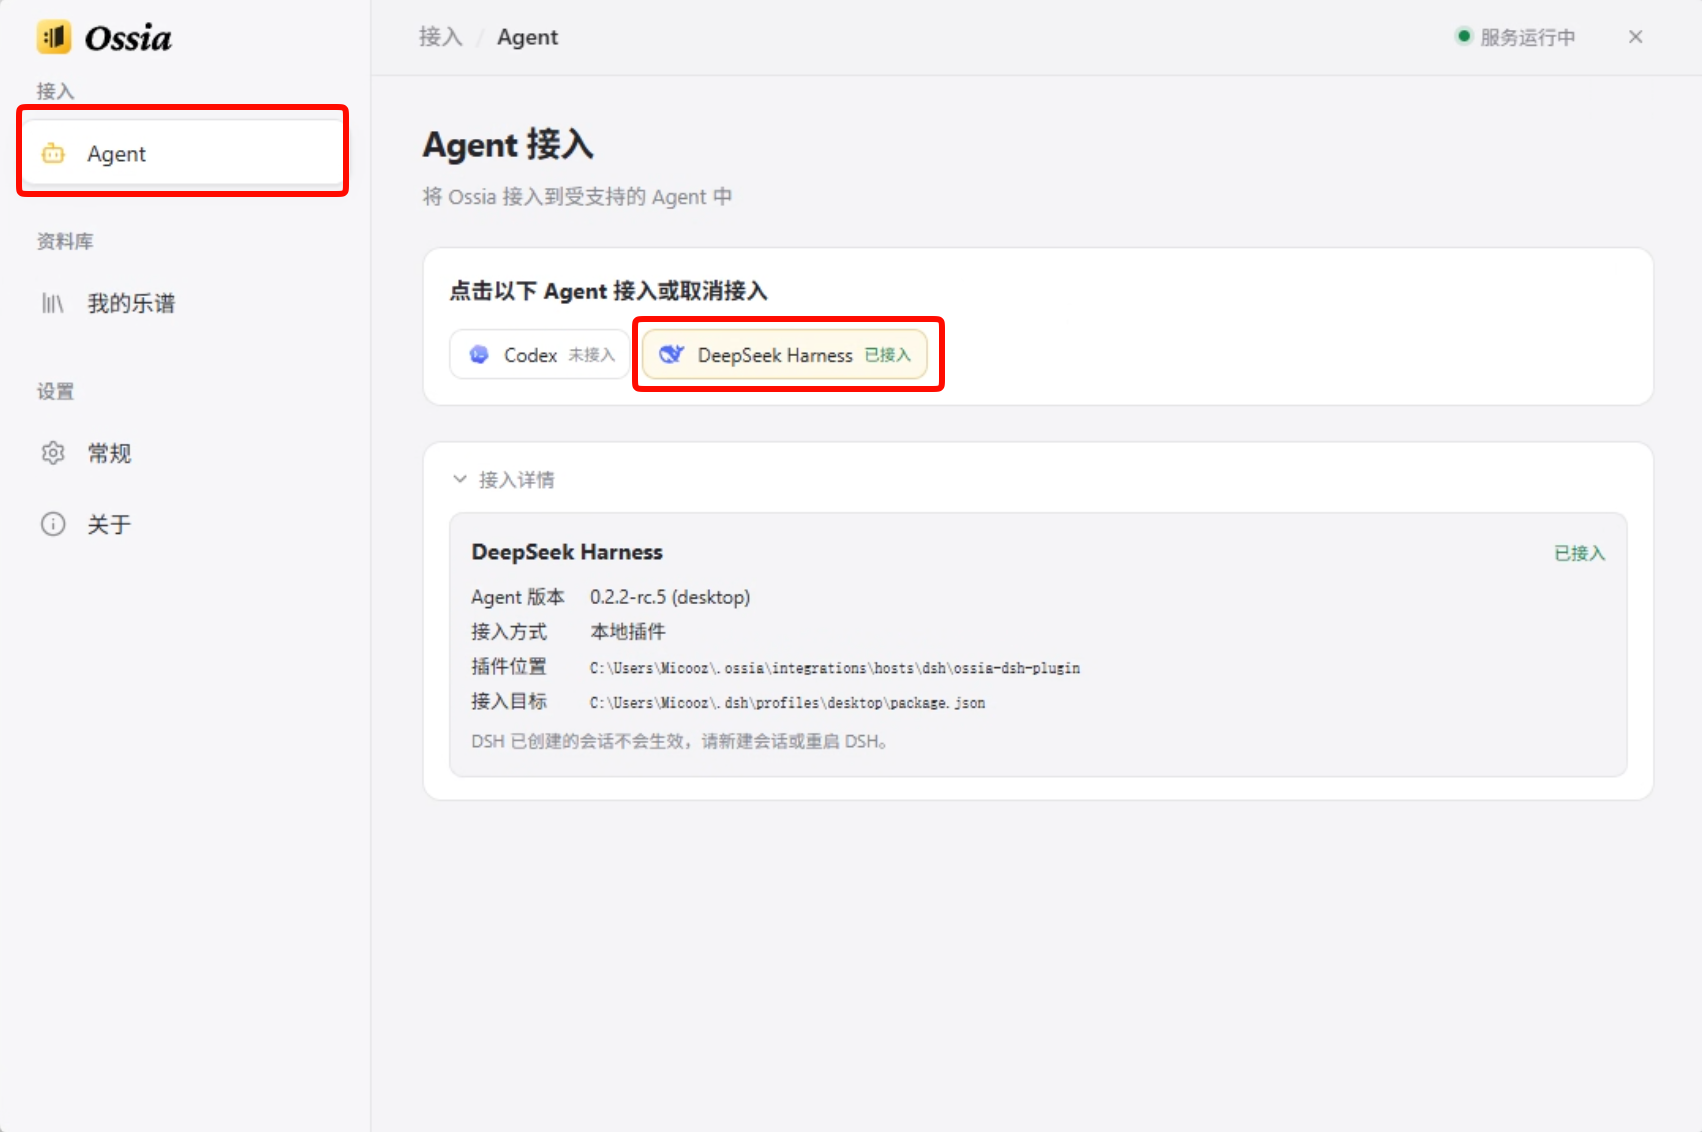 Ossia
接入
Agent
资料库
我的乐谱
设置
常规
关于
接入 / Agent
服务运行中
Agent 接入
将 Ossia 接入到受支持的 Agent 中
点击以下 Agent 接入或取消接入
Codex 未接入
DeepSeek Harness 已接入
接入详情
DeepSeek Harness 已接入
Agent 版本 0.2.2-rc.5 (desktop)
接入方式 本地插件
插件位置 C:\Users\Micooz\.ossia\integrations\hosts\dsh\ossia-dsh-plugin
接入目标 C:\Users\Micooz\.dsh\profiles\desktop\package.json
DSH 已创建的会话不会生效，请新建会话或重启 DSH。